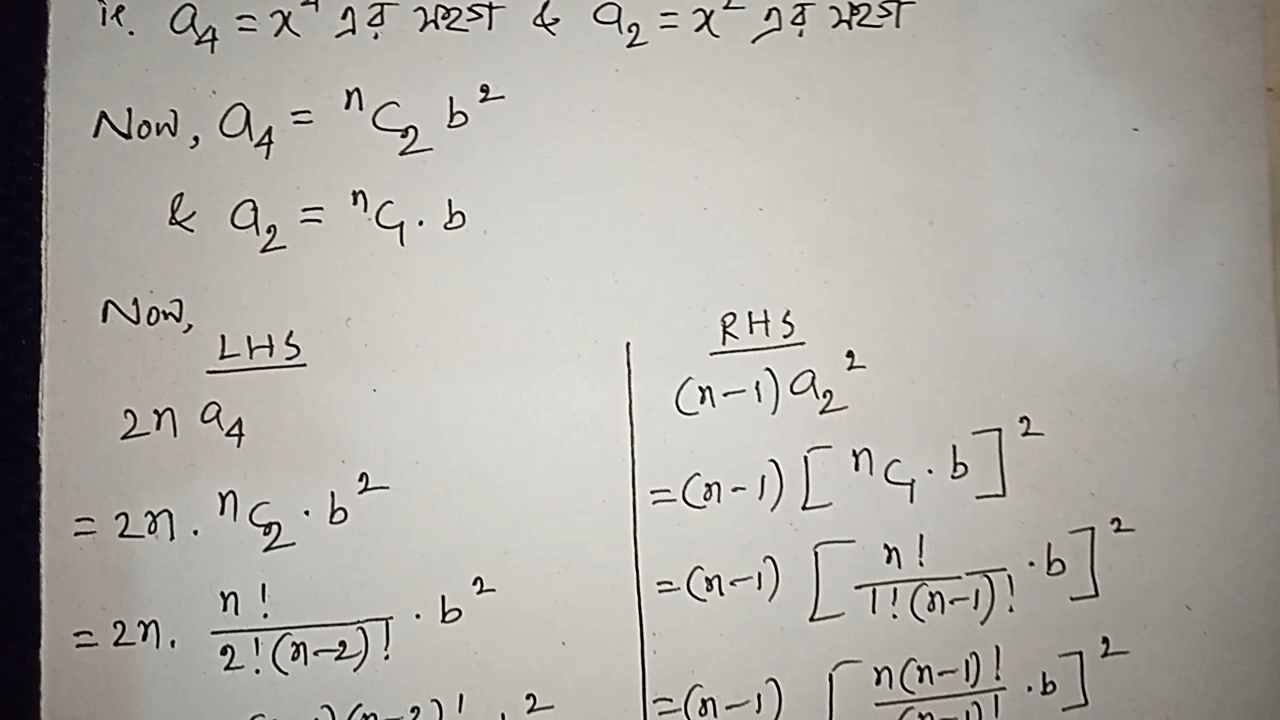 ie. a₄ = x⁴ এর সহগ & a₂ = x² এর সহগ
Now, a₄ = ⁿC₂ b²
& a₂ = ⁿC₁ . b
Now,
LHS
2n a₄
= 2n . ⁿC₂ . b²
= 2n . n! / 2!(n-2)! . b²
RHS
(n-1) a₂²
= (n-1) [ ⁿC₁ . b ]²
= (n-1) [ n! / 1!(n-1)! . b ]²
= (n-1) [ n(n-1)! / (n-1)! . b ]²